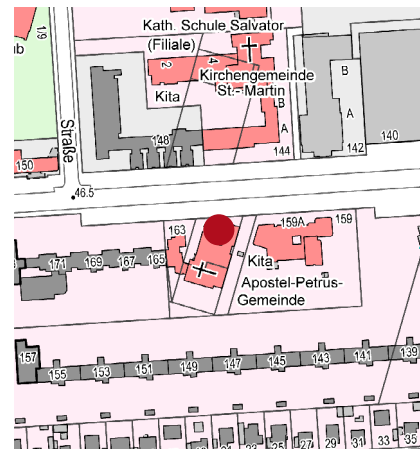 Kath. Schule Salvator
(Filiale)
1/9
2
4
Kirchengemeinde
St.- Martin
Kita
B
A
B
A
148
144
142
140
150
Straße
46.5
163
159A
159
171
169
167
165
Kita
Apostel-Petrus-
Gemeinde
157
155
153
151
149
147
145
143
141
139
25
27
29
31
33
35